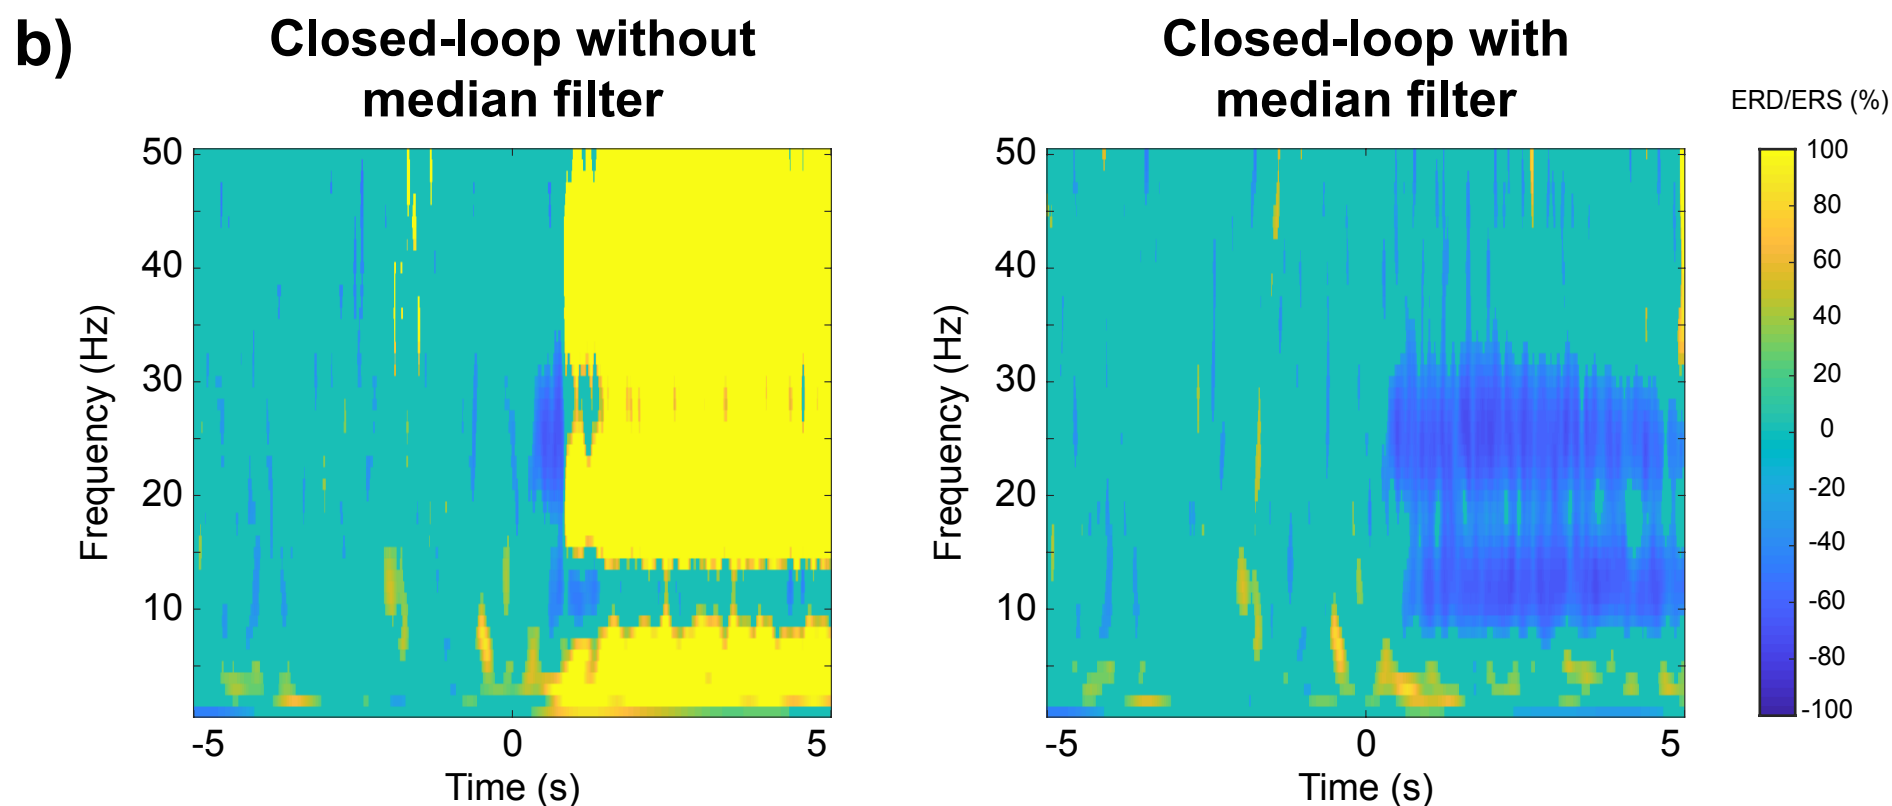 b)
Closed-loop without
median filter
50
40
30
20
10
Frequency (Hz)
-5 0 5
Time (s)
Closed-loop with
median filter
50
40
30
20
10
Frequency (Hz)
-5 0 5
Time (s)
ERD/ERS (%)
100
80
60
40
20
0
-20
-40
-60
-80
-100